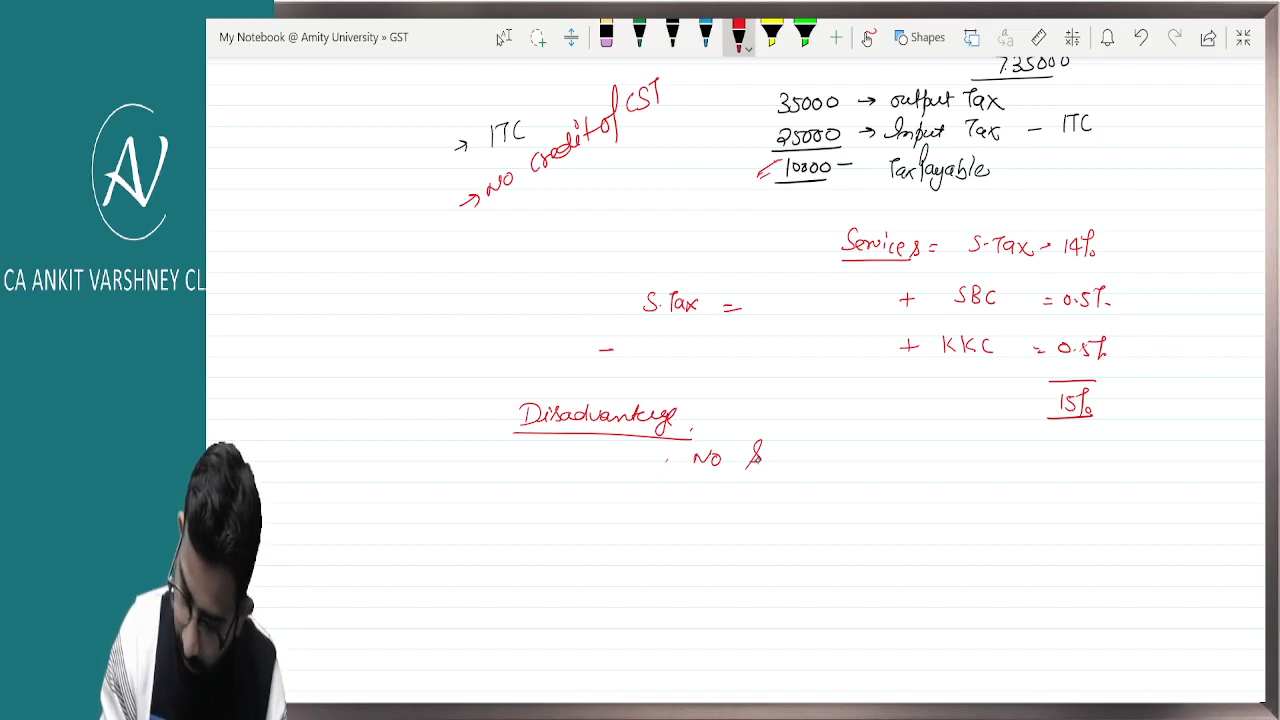 My Notebook @ Amity University » GST
Shapes
AV
CA ANKIT VARSHNEY CL
735000
35000 → output Tax
25000 → Input Tax - ITC
10000 - Tax Payable
→ ITC
→ NO credit of CST
Services = S.Tax - 14%
S.Tax = + SBC = 0.5%
- + KKC = 0.5%
15%
Disadvantage
NO